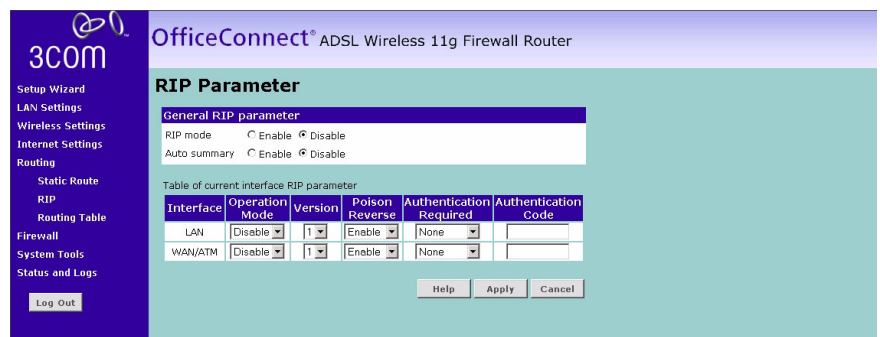 3COM
OfficeConnect® ADSL Wireless 11g Firewall Router
Setup Wizard
LAN Settings
Wireless Settings
Internet Settings
Routing
Static Route
RIP
Routing Table
Firewall
System Tools
Status and Logs
Log Out
RIP Parameter
General RIP parameter
RIP mode Enable Disable
Auto summary Enable Disable
Table of current interface RIP parameter
Interface Operation Mode Version Poison Reverse Authentication Required Authentication Code
LAN Disable 1 Enable None
WAN/ATM Disable 1 Enable None
Help Apply Cancel